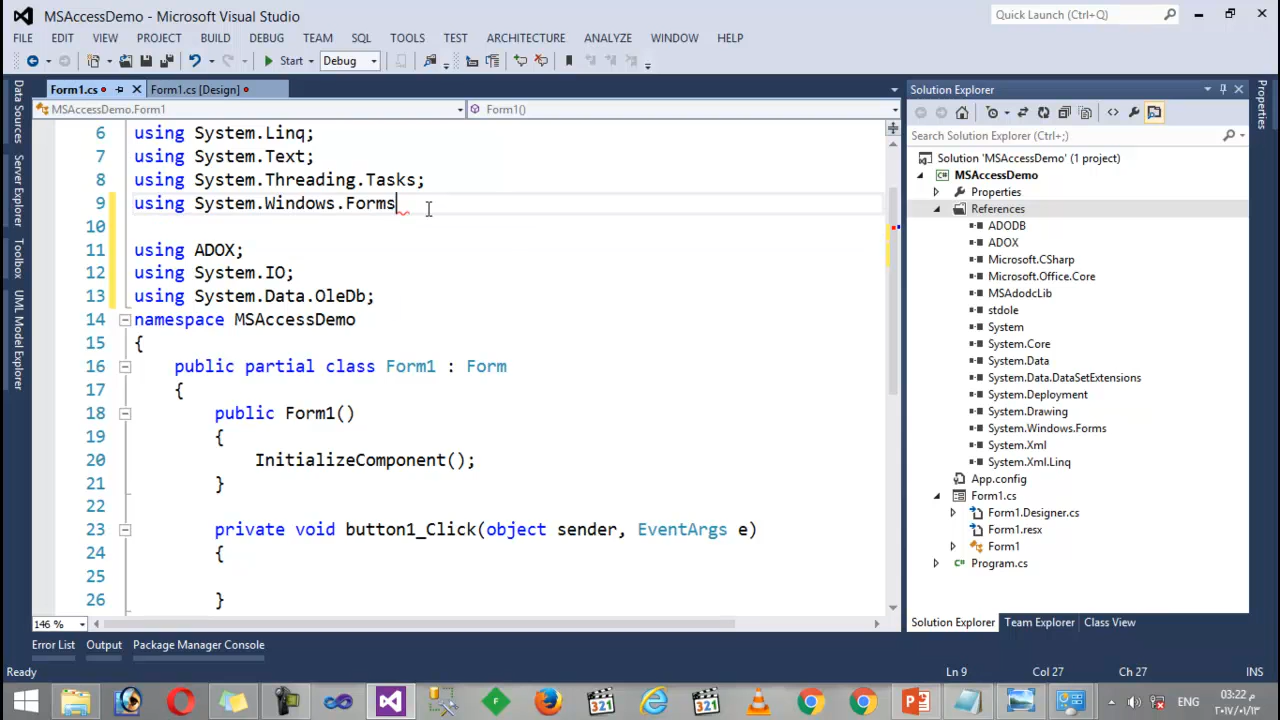 MSAccessDemo - Microsoft Visual Studio
Quick Launch (Ctrl+;)
FILE EDIT VIEW PROJECT BUILD DEBUG TEAM SQL TOOLS TEST ARCHITECTURE ANALYZE WINDOW HELP
Start Debug
Data Sources
Server Explorer
Toolbox
UML Model Explorer
Form1.cs
Form1.cs [Design]
MSAccessDemo.Form1
Form1()
6 using System.Linq;
7 using System.Text;
8 using System.Threading.Tasks;
9 using System.Windows.Forms
10
11 using ADOX;
12 using System.IO;
13 using System.Data.OleDb;
14 namespace MSAccessDemo
15 {
16 public partial class Form1 : Form
17 {
18 public Form1()
19 {
20 InitializeComponent();
21 }
22
23 private void button1_Click(object sender, EventArgs e)
24 {
25
26 }
146 %
Solution Explorer
Search Solution Explorer (Ctrl+;)
Solution 'MSAccessDemo' (1 project)
MSAccessDemo
Properties
References
ADODB
ADOX
Microsoft.CSharp
Microsoft.Office.Core
MSAdodcLib
stdole
System
System.Core
System.Data
System.Data.DataSetExtensions
System.Deployment
System.Drawing
System.Windows.Forms
System.Xml
System.Xml.Linq
App.config
Form1.cs
Form1.Designer.cs
Form1.resx
Form1
Program.cs
Solution Explorer Team Explorer Class View
Properties
Error List Output Package Manager Console
Ready Ln 9 Col 27 Ch 27 INS
ENG
03:22 م
٢٠١٧/٠١/١٣